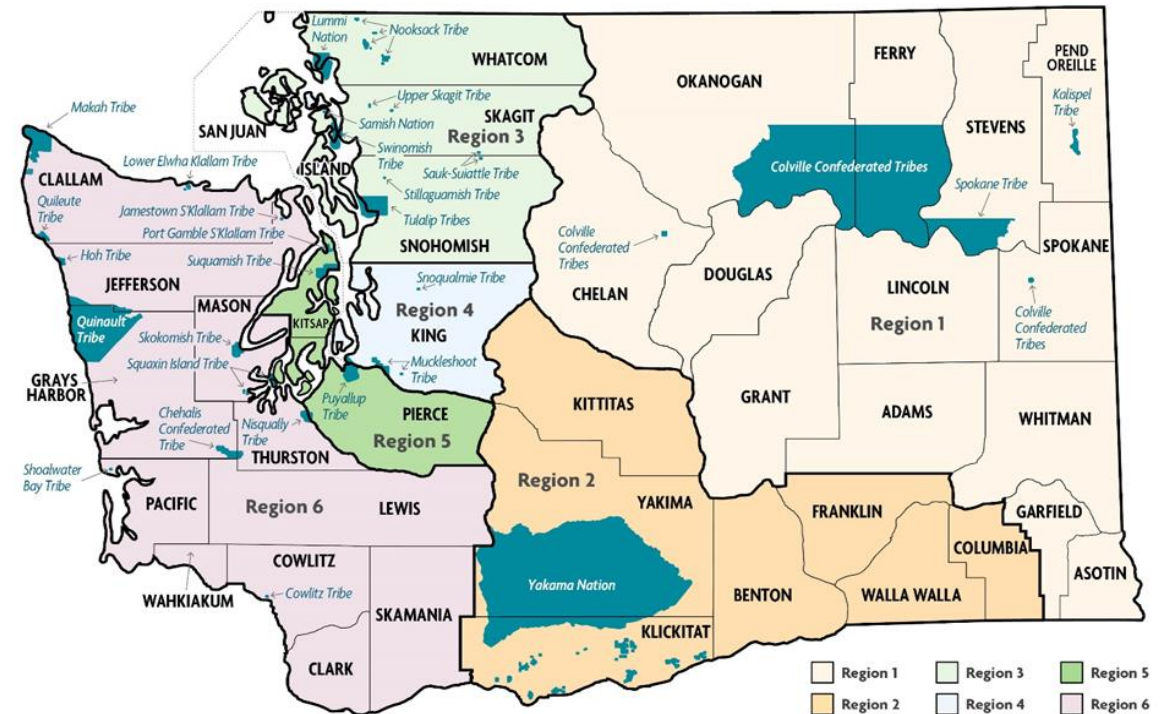 Lummi
Nation
Nooksack Tribe
WHATCOM
FERRY
PEND
OREILLE
OKANOGAN
Kalispel
Tribe
Makah Tribe
Upper Skagit Tribe
SKAGIT
Region 3
SAN JUAN
Samish Nation
Swinomish
Tribe
STEVENS
Lower Elwha Klallam Tribe
ISLAND
Sauk-Suiattle Tribe
Colville Confederated Tribes
CLALLAM
Stillaguamish Tribe
Spokane Tribe
Quileute
Tribe
Jamestown S'Klallam Tribe
Tulalip Tribes
Port Gamble S'Klallam Tribe
Colville
Confederated
Tribes
SNOHOMISH
SPOKANE
Hoh Tribe
Suquamish Tribe
DOUGLAS
JEFFERSON
Snoqualmie Tribe
LINCOLN
CHELAN
MASON
Region 4
Region 1
Colville
Confederated
Tribes
Quinault
Tribe
KITSAP
KING
Skokomish Tribe
Squaxin Island Tribe
Muckleshoot
Tribe
GRAYS
HARBOR
GRANT
KITTITAS
ADAMS
Puyallup
Tribe
PIERCE
WHITMAN
Chehalis
Confederated
Tribe
Nisqually
Tribe
Region 5
THURSTON
Shoalwater
Bay Tribe
Region 2
PACIFIC
Region 6
LEWIS
YAKIMA
FRANKLIN
GARFIELD
COLUMBIA
COWLITZ
ASOTIN
Yakama Nation
WAHKIAKUM
Cowlitz Tribe
BENTON
WALLA WALLA
SKAMANIA
KLICKITAT
CLARK
Region 1
Region 3
Region 5
Region 2
Region 4
Region 6